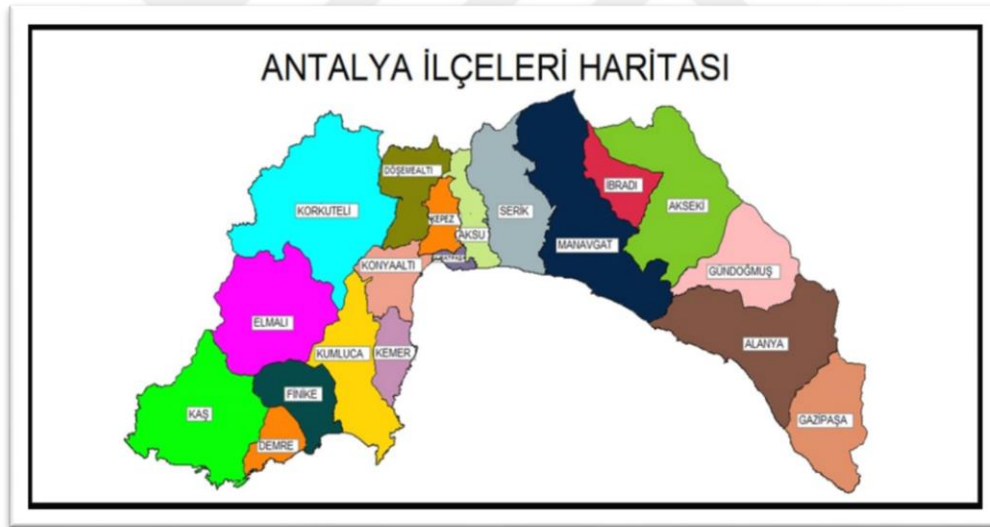 ANTALYA İLÇELERİ HARİTASI
DÖŞEMEALTI
İBRADI
KORKUTELİ
KEPEZ
SERİK
AKSEKİ
AKSU
MANAVGAT
KONYAALTI
GÜNDOĞMUŞ
ELMALI
ALANYA
KUMLUCA
KEMER
FİNİKE
KAŞ
GAZİPAŞA
DEMRE